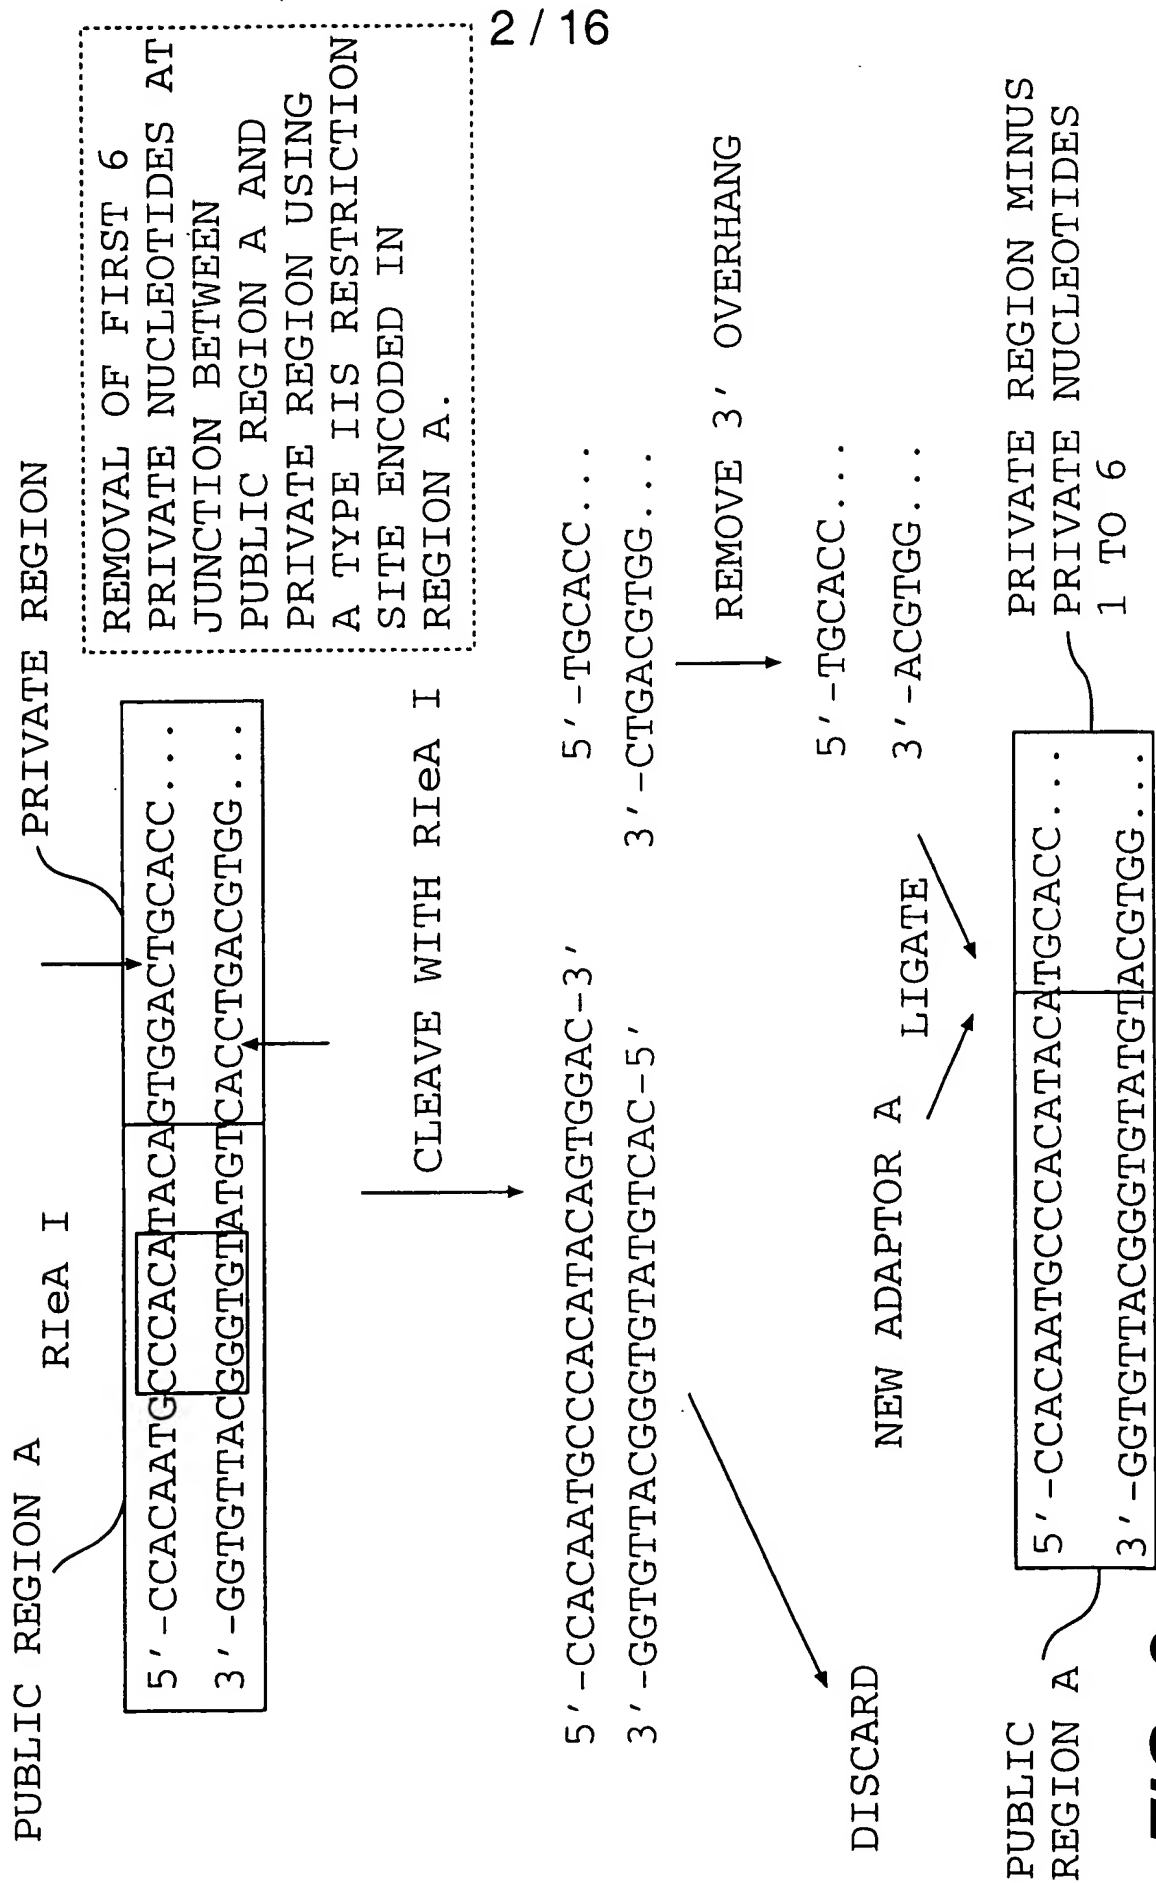 2 / 16
PUBLIC REGION A
RIeA I
PRIVATE REGION
5'-CCACAATGCCCACATACAGTGGACTGCACC...
3'-GGTGTTACGGGTGTATGTCACCTGACGTGG...
REMOVAL OF FIRST 6
PRIVATE NUCLEOTIDES AT
JUNCTION BETWEEN
PUBLIC REGION A AND
PRIVATE REGION USING
A TYPE IIS RESTRICTION
SITE ENCODED IN
REGION A.
CLEAVE WITH RIeA I
5'-CCACAATGCCCACATACAGTGGAC-3'
3'-GGTGTTACGGGTGTATGTCAC-5'
5'-TGCACC...
3'-CTGACGTGG...
REMOVE 3' OVERHANG
DISCARD
5'-TGCACC...
3'-ACGTGG...
NEW ADAPTOR A
LIGATE
PUBLIC
REGION A
5'-CCACAATGCCCACATACATGCACC...
3'-GGTGTTACGGGTGTATGTACGTGG...
PRIVATE REGION MINUS
PRIVATE NUCLEOTIDES
1 TO 6